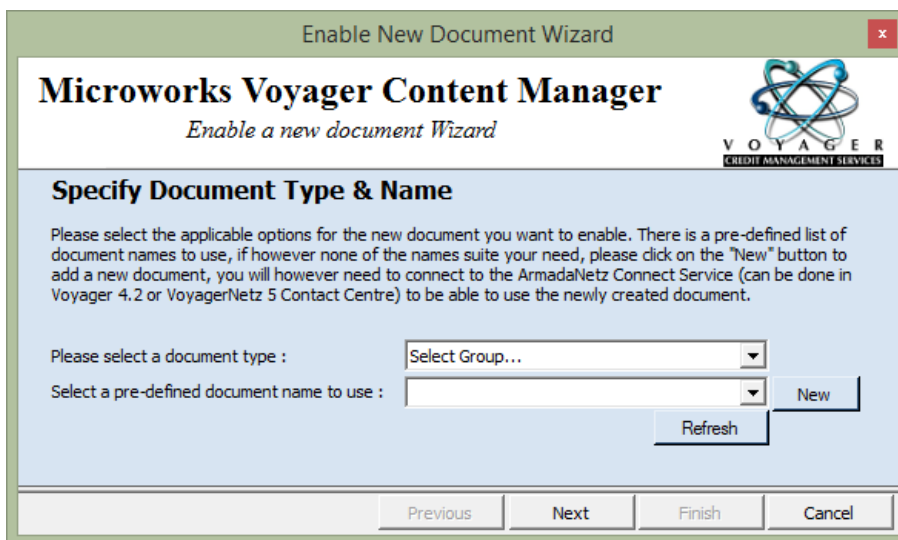 Enable New Document Wizard
x
Microworks Voyager Content Manager
Enable a new document Wizard
VOYAGER
CREDIT MANAGEMENT SERVICES
Specify Document Type & Name
Please select the applicable options for the new document you want to enable. There is a pre-defined list of
document names to use, if however none of the names suite your need, please click on the "New" button to
add a new document, you will however need to connect to the ArmadaNetz Connect Service (can be done in
Voyager 4.2 or VoyagerNetz 5 Contact Centre) to be able to use the newly created document.
Please select a document type : Select Group...
Select a pre-defined document name to use : New
Refresh
Previous Next Finish Cancel